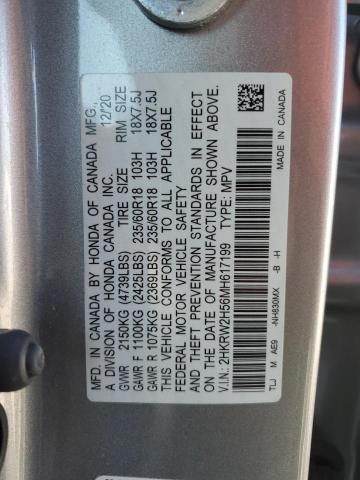 MFD. IN CANADA BY HONDA OF CANADA MFG.,
A DIVISION OF HONDA CANADA INC. 12/20
GVWR 2150KG (4739LBS) TIRE SIZE RIM SIZE
GAWR F 1100KG (2425LBS) 235/60R18 103H 18X7.5J
GAWR R 1075KG (2369LBS) 235/60R18 103H 18X7.5J
THIS VEHICLE CONFORMS TO ALL APPLICABLE
FEDERAL MOTOR VEHICLE SAFETY
AND THEFT PREVENTION STANDARDS IN EFFECT
ON THE DATE OF MANUFACTURE SHOWN ABOVE.
V.I.N.: 2HKRW2H56MH617199 TYPE: MPV
TLJ M AE9 -NH830MX -B -H MADE IN CANADA